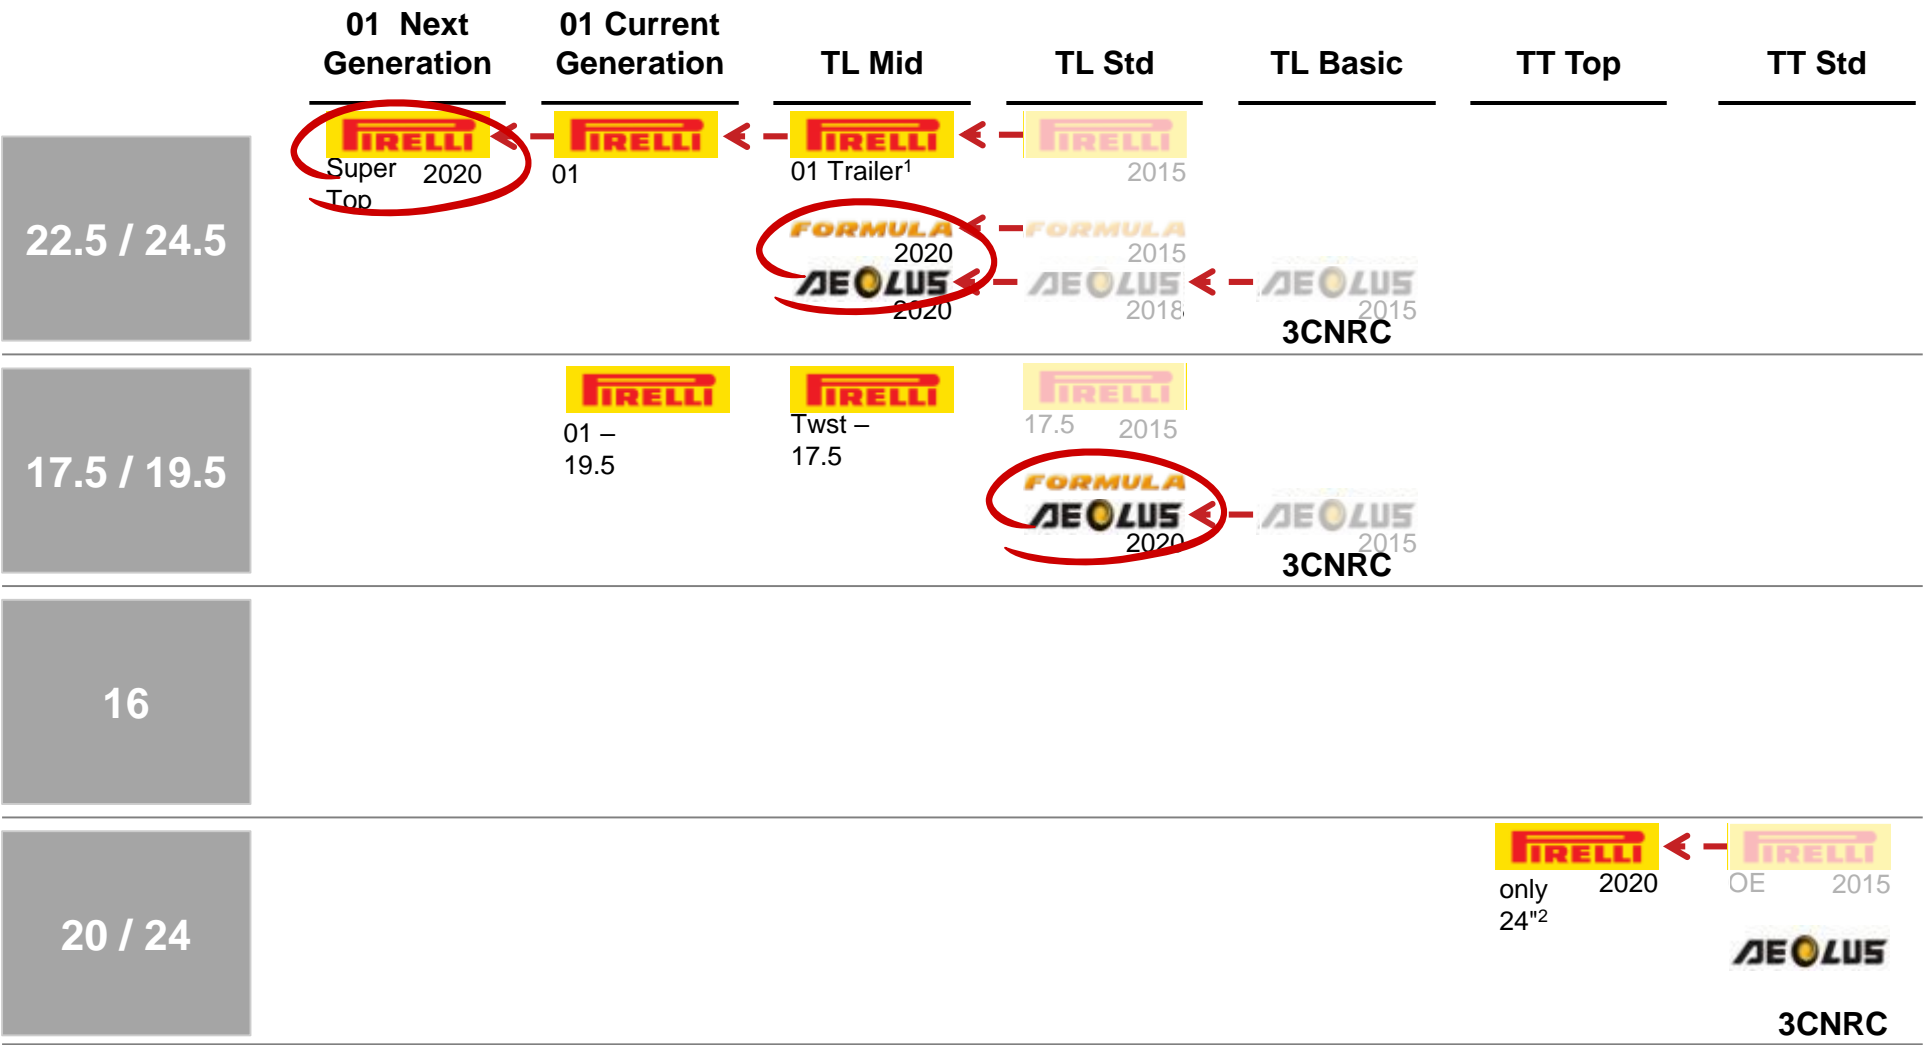 01  Next
Generation
01 Current
Generation
TL Mid
TL Std
TL Basic
TT Top
TT Std
22.5 / 24.5
PIRELLI
Super
Top
2020
PIRELLI
01
PIRELLI
01 Trailer¹
PIRELLI
2015
FORMULA
2020
FORMULA
2015
AEOLUS
2020
AEOLUS
2018
AEOLUS
2015
3CNRC
17.5 / 19.5
PIRELLI
01 –
19.5
PIRELLI
Twst –
17.5
PIRELLI
17.5
2015
FORMULA
AEOLUS
2020
AEOLUS
2015
3CNRC
16
20 / 24
PIRELLI
only
24"²
2020
PIRELLI
OE
2015
AEOLUS
3CNRC